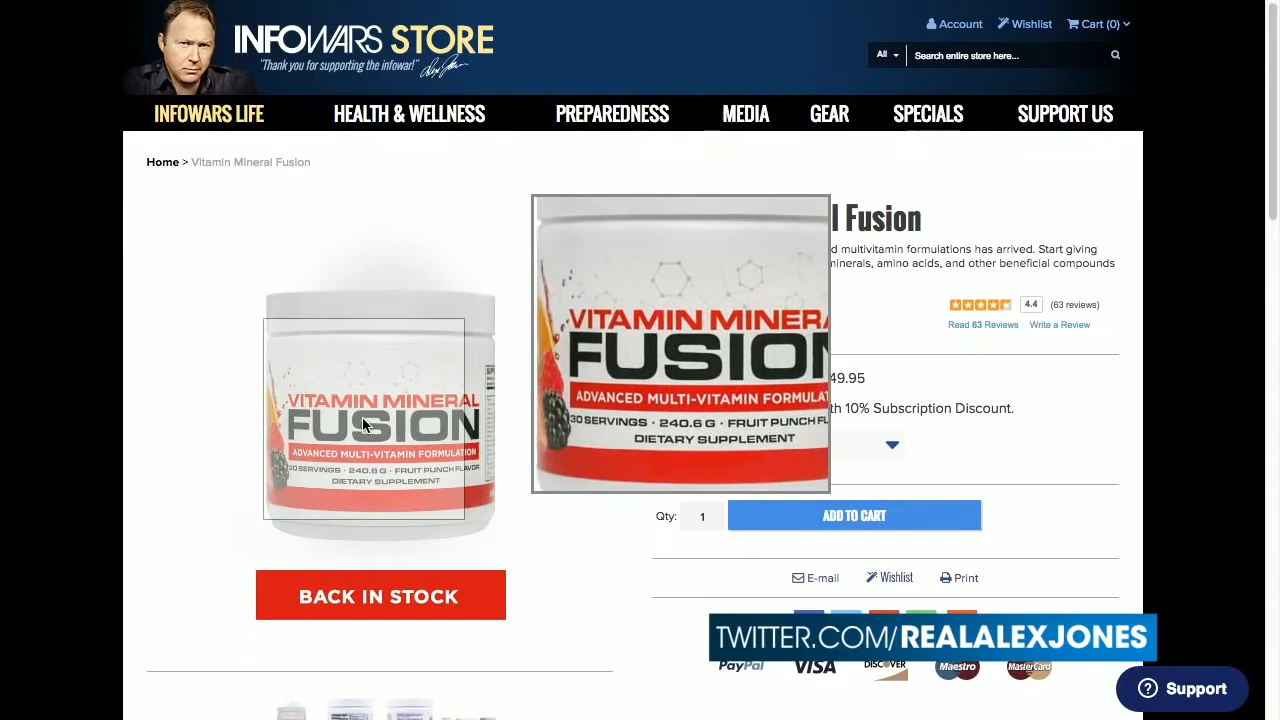 INFOWARS STORE
"Thank you for supporting the infowar!"
Account
Wishlist
Cart (0)
All
Search entire store here...
INFOWARS LIFE
HEALTH & WELLNESS
PREPAREDNESS
MEDIA
GEAR
SPECIALS
SUPPORT US
Home > Vitamin Mineral Fusion
l Fusion
d multivitamin formulations has arrived. Start giving
minerals, amino acids, and other beneficial compounds
4.4 (63 reviews)
Read 63 Reviews Write a Review
VITAMIN MINERAL
FUSION
ADVANCED MULTI-VITAMIN FORMULATION
30 SERVINGS · 240.6 G · FRUIT PUNCH FLAVOR
DIETARY SUPPLEMENT
VITAMIN MINERA
FUSION
ADVANCED MULTI-VITAMIN FORMULAT
30 SERVINGS · 240.6 G · FRUIT PUNCH FL
DIETARY SUPPLEMENT
49.95
th 10% Subscription Discount.
Qty: 1
ADD TO CART
E-mail
Wishlist
Print
BACK IN STOCK
TWITTER.COM/REALALEXJONES
PayPal
VISA
DISCOVER
Maestro
MasterCard
Support